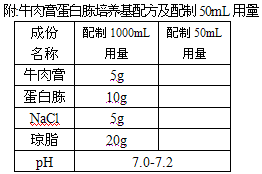 附:牛肉膏蛋白胨培养基配方及配制 50mL 用量
成份名称 配制 1000mL 用量 配制 50mL 用量
牛肉膏 5g
蛋白胨 10g
NaCl 5g
琼脂 20g
pH 7.0-7.2